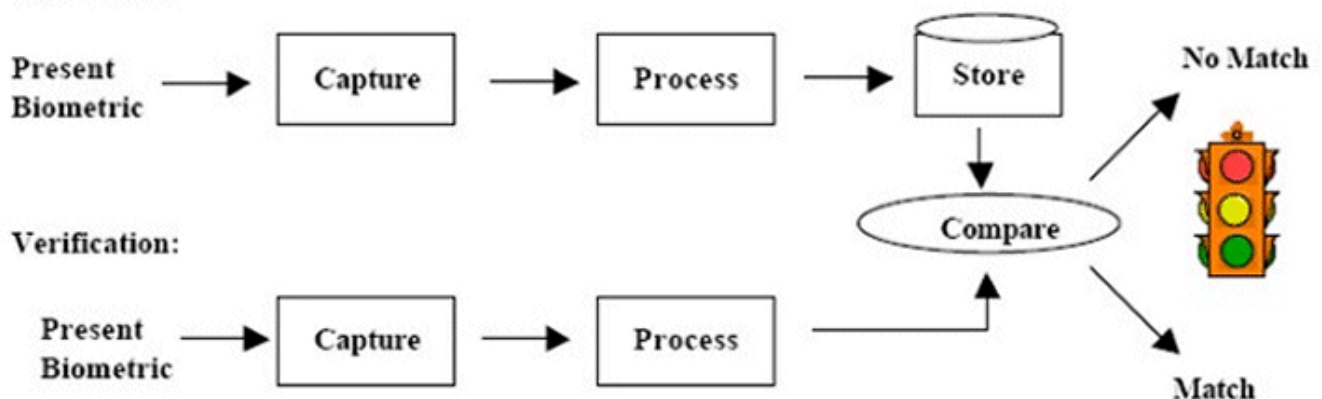 Present
Biometric
Capture
Process
Store
No Match
Compare
Verification:
Present
Biometric
Capture
Process
Match